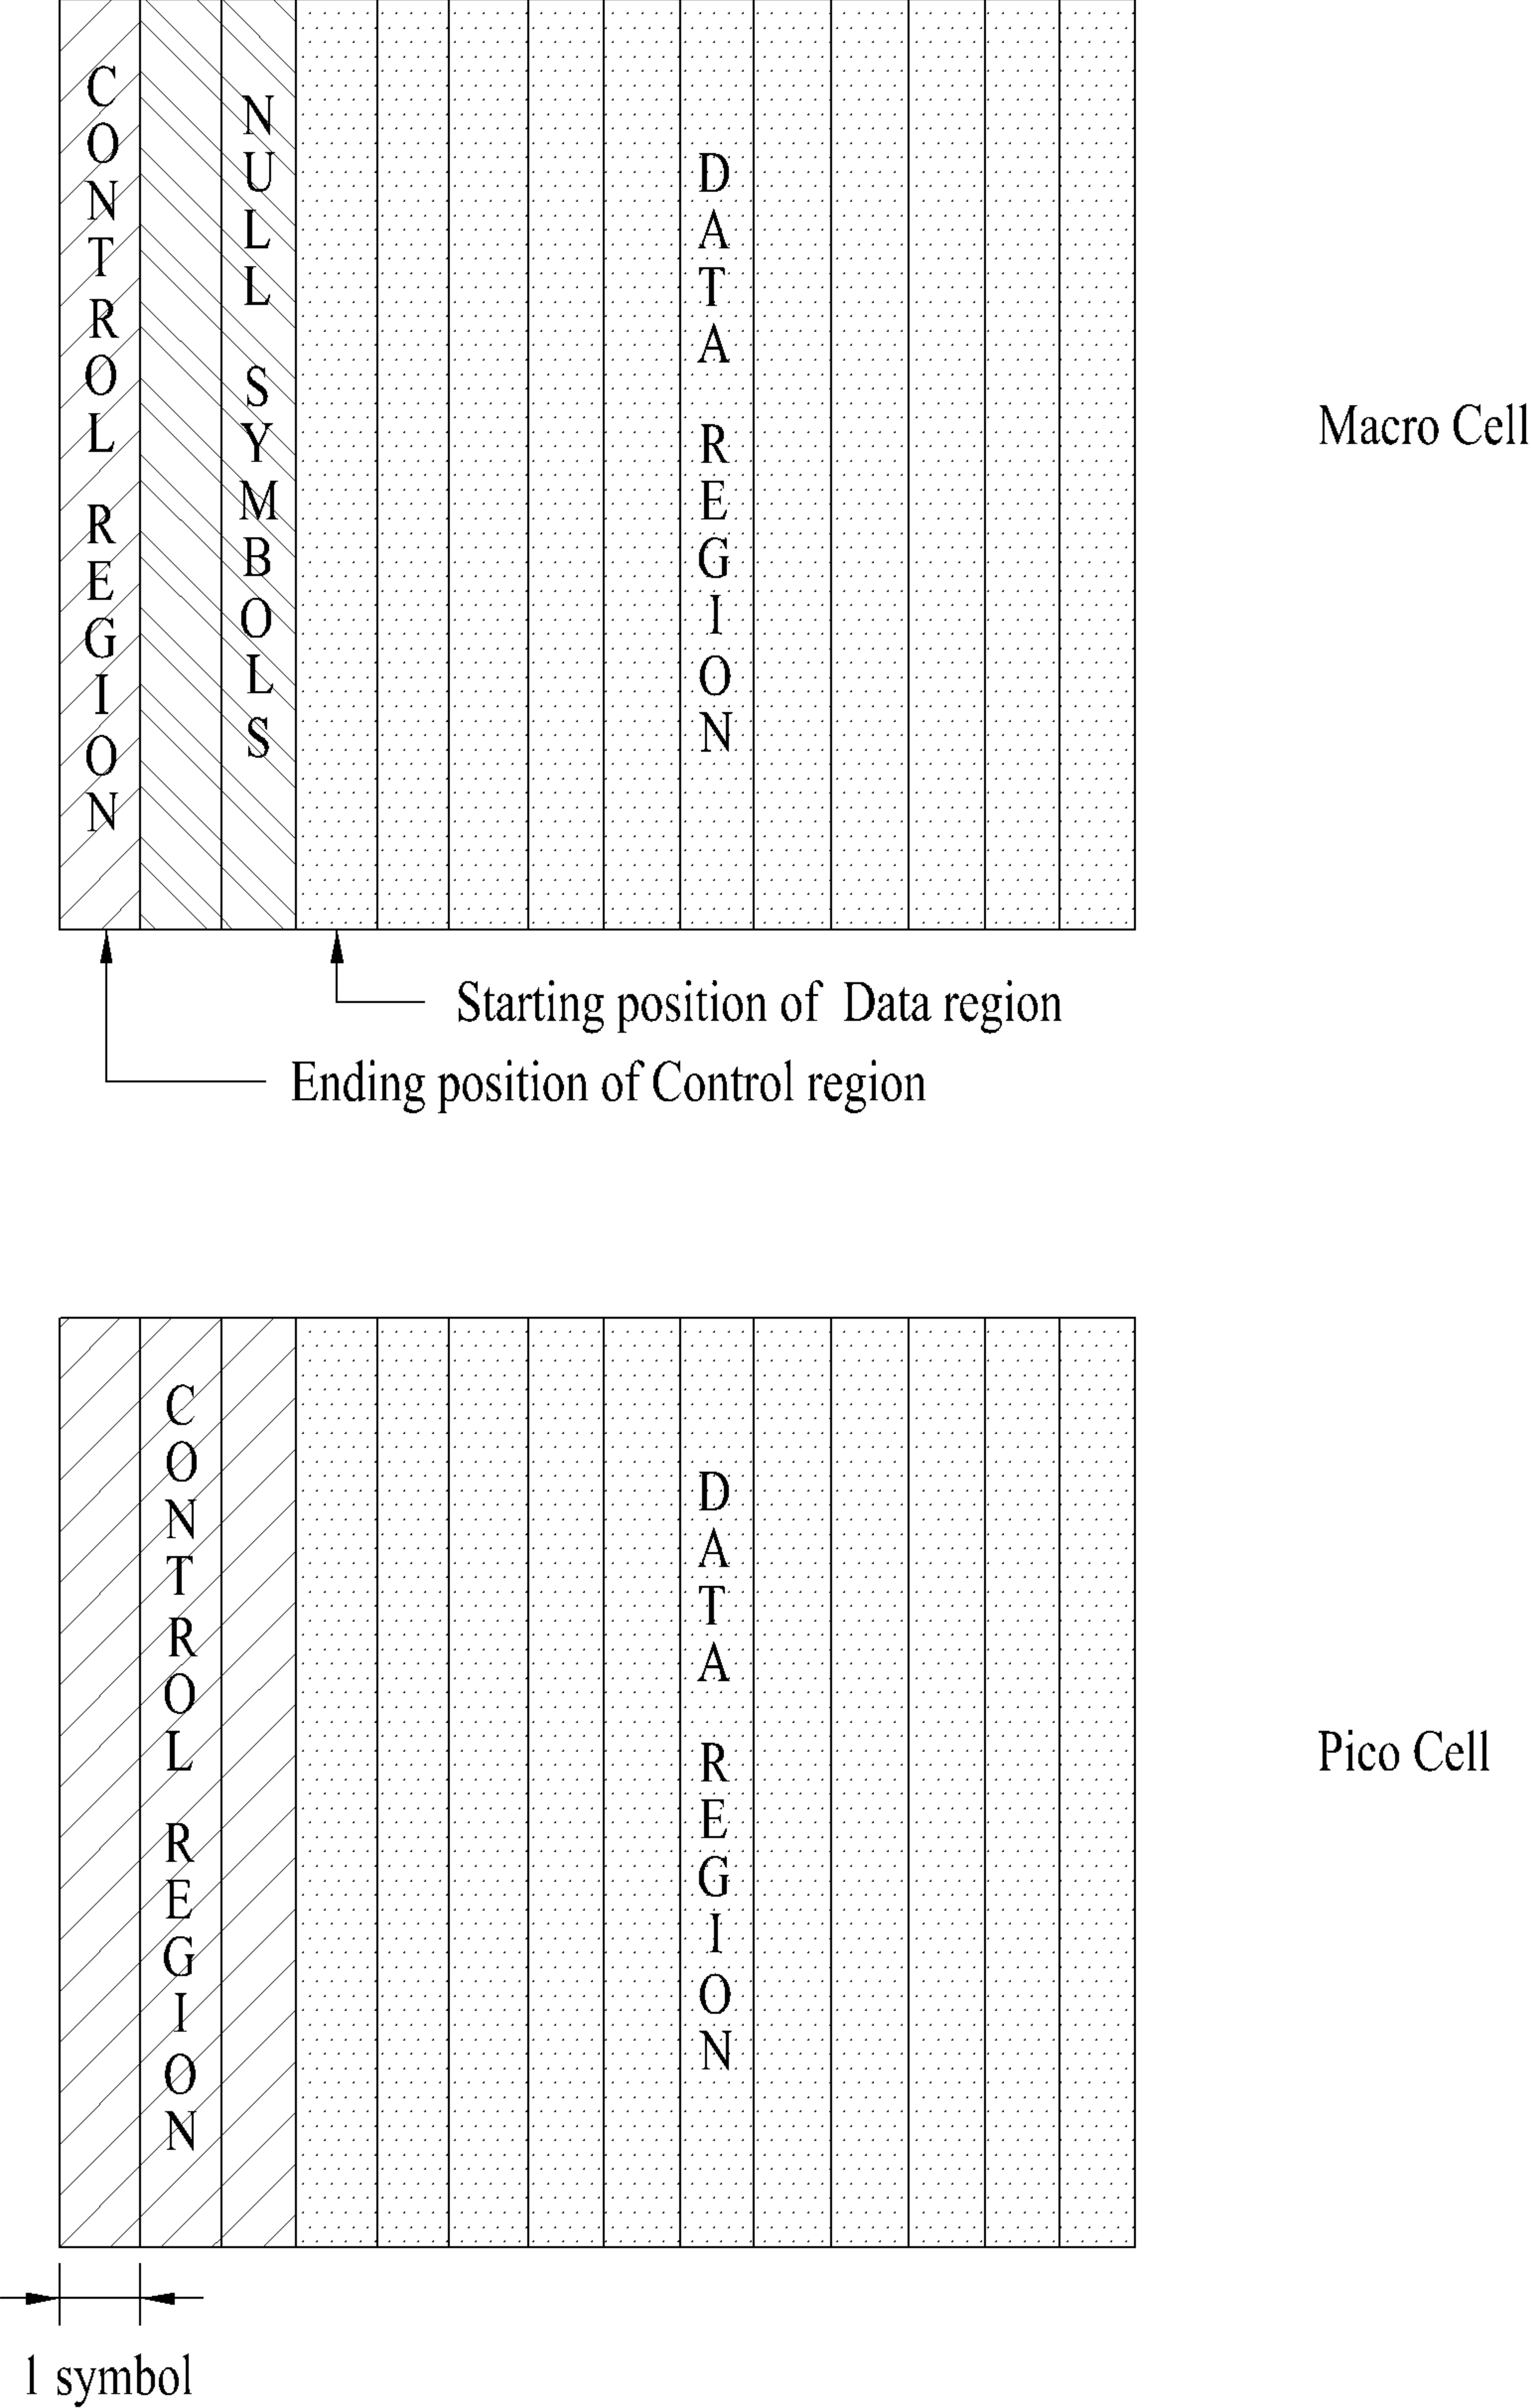 CONTROL REGION
NULL SYMBOLS
DATA REGION
Macro Cell
Starting position of Data region
Ending position of Control region
CONTROL REGION
DATA REGION
Pico Cell
1 symbol